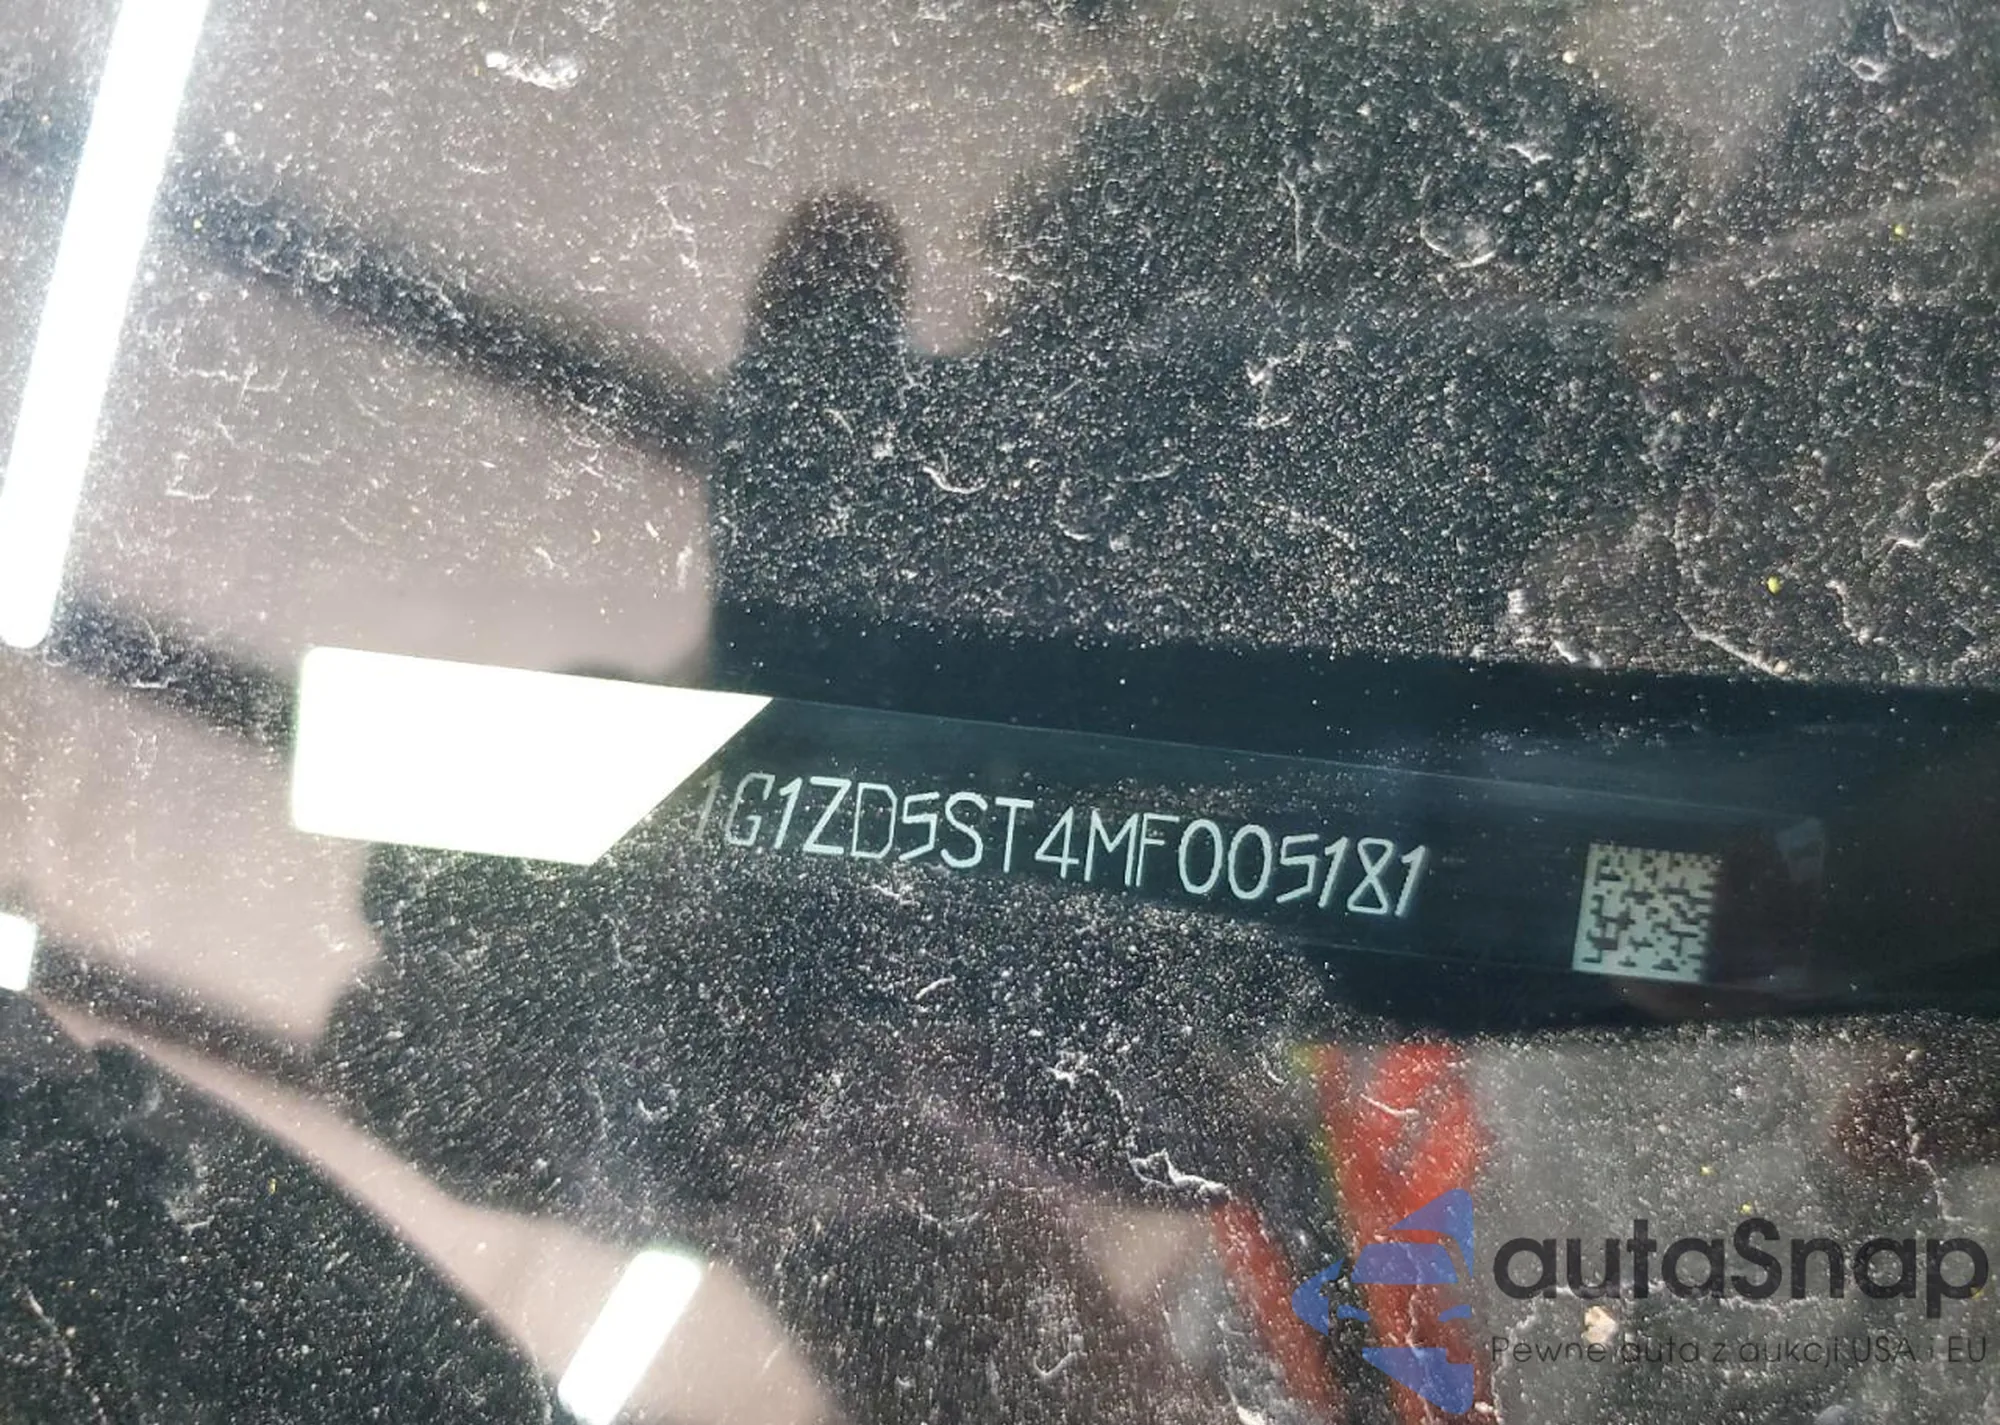 1G1ZD5ST4MF005181
autaSnap
Pewne auta z aukcji USA i EU